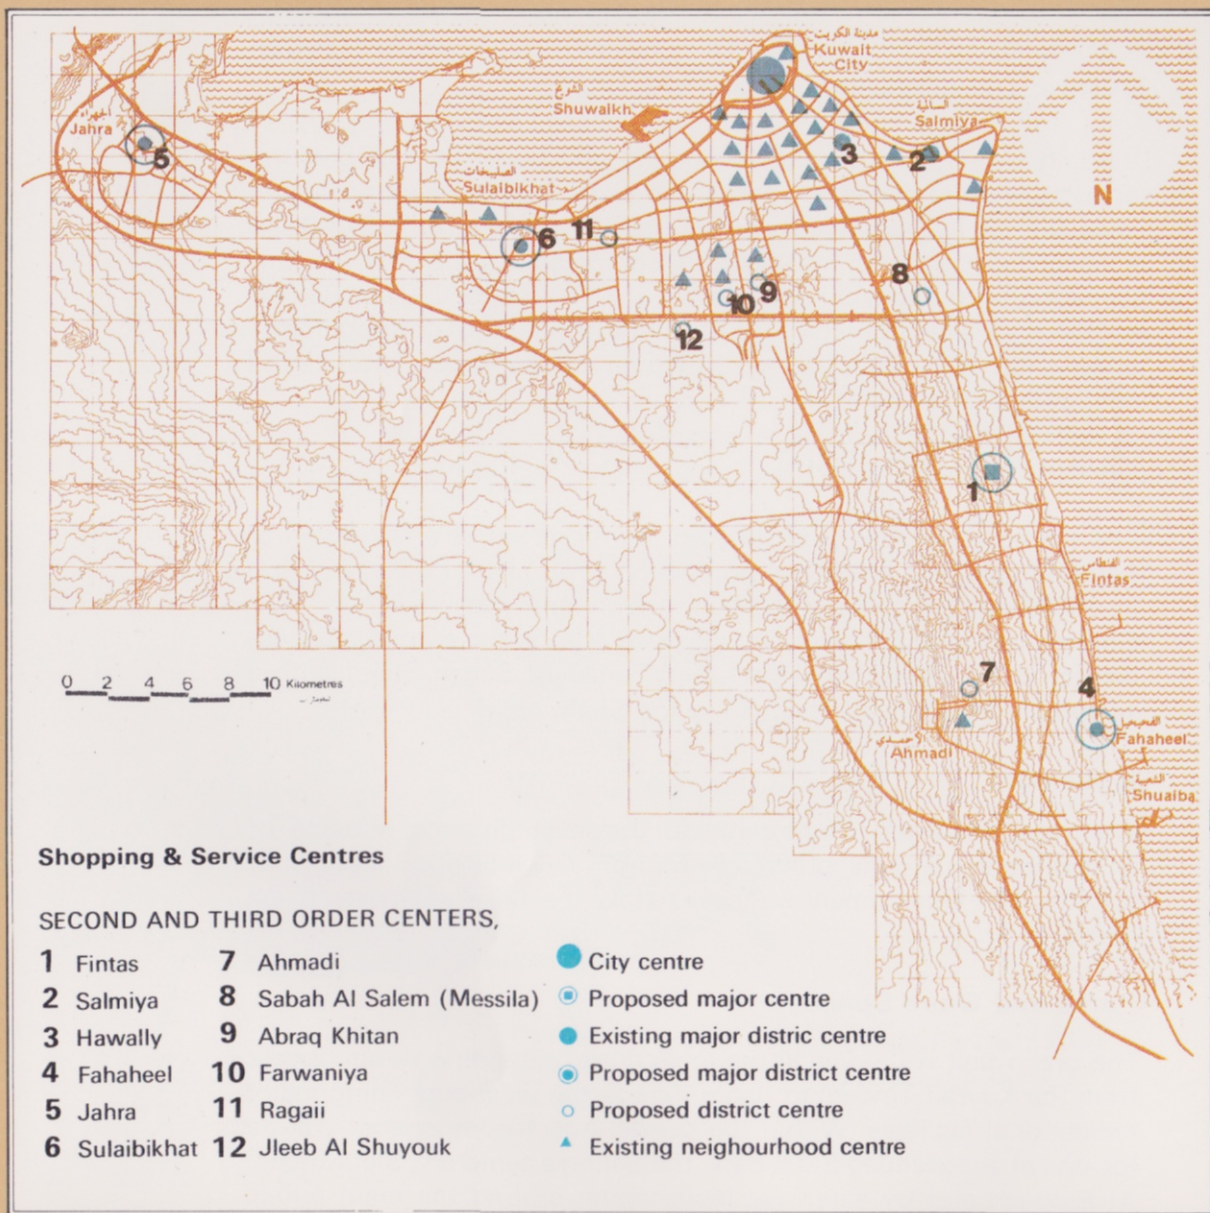 مدينة الكويت
Kuwait
City
الشويخ
Shuwaikh
السالمية
Salmiya
الجهراء
Jahra
الصليبخات
Sulaibikhat
5
6
11
3
2
8
9
10
12
1
الفنطاس
Fintas
7
4
الفحيحيل
Fahaheel
الأحمدي
Ahmadi
الشعيبة
Shuaiba
N
0 2 4 6 8 10 Kilometres
Shopping & Service Centres
SECOND AND THIRD ORDER CENTERS,
1 Fintas
2 Salmiya
3 Hawally
4 Fahaheel
5 Jahra
6 Sulaibikhat
7 Ahmadi
8 Sabah Al Salem (Messila)
9 Abraq Khitan
10 Farwaniya
11 Ragaii
12 Jleeb Al Shuyouk
City centre
Proposed major centre
Existing major distric centre
Proposed major district centre
Proposed district centre
Existing neighourhood centre